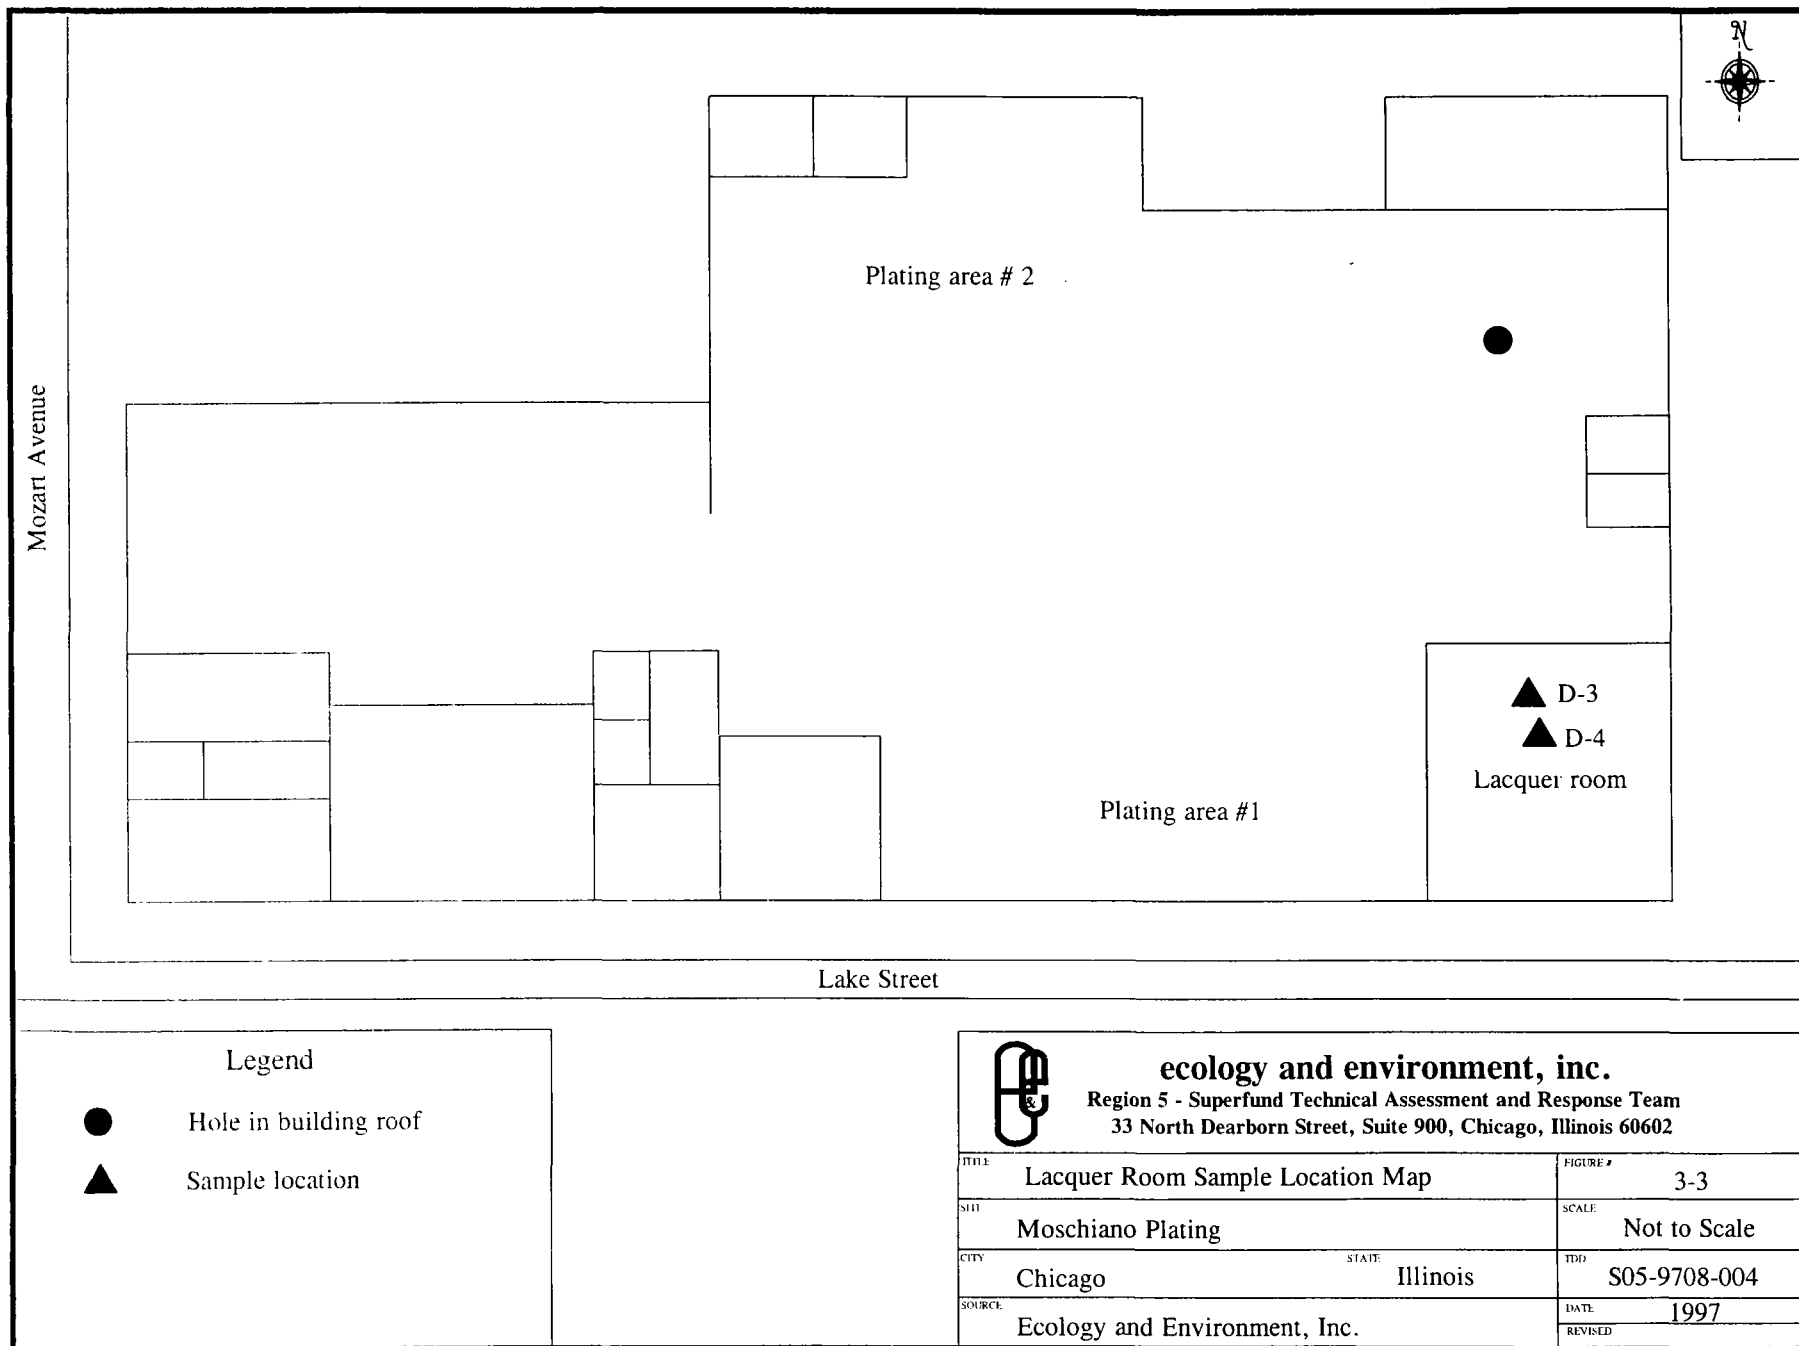 N
Plating area # 2
Mozart Avenue
D-3
D-4
Lacquer room
Plating area #1
Lake Street
Legend
Hole in building roof
Sample location
e&e
ecology and environment, inc.
Region 5 - Superfund Technical Assessment and Response Team
33 North Dearborn Street, Suite 900, Chicago, Illinois 60602
TITLE Lacquer Room Sample Location Map
FIGURE # 3-3
SITE Moschiano Plating
SCALE Not to Scale
CITY Chicago STATE Illinois
TDD S05-9708-004
SOURCE Ecology and Environment, Inc.
DATE 1997
REVISED